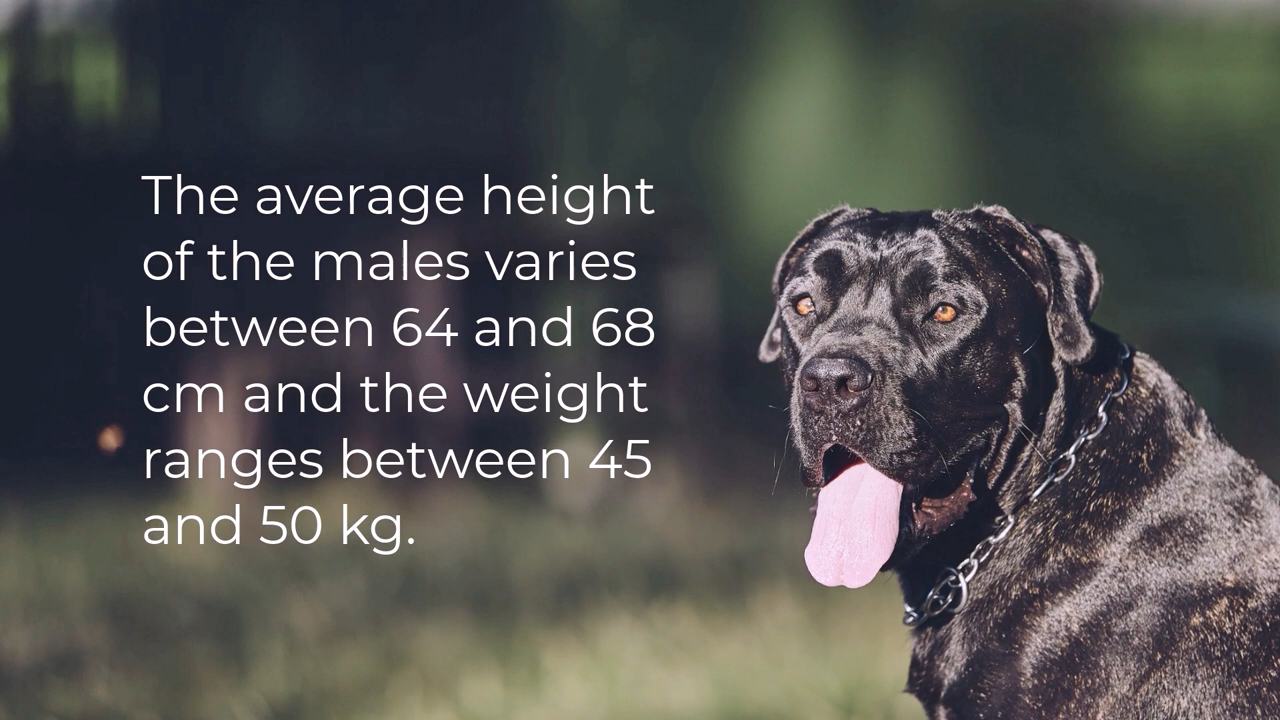 The average height
of the males varies
between 64 and 68
cm and the weight
ranges between 45
and 50 kg.